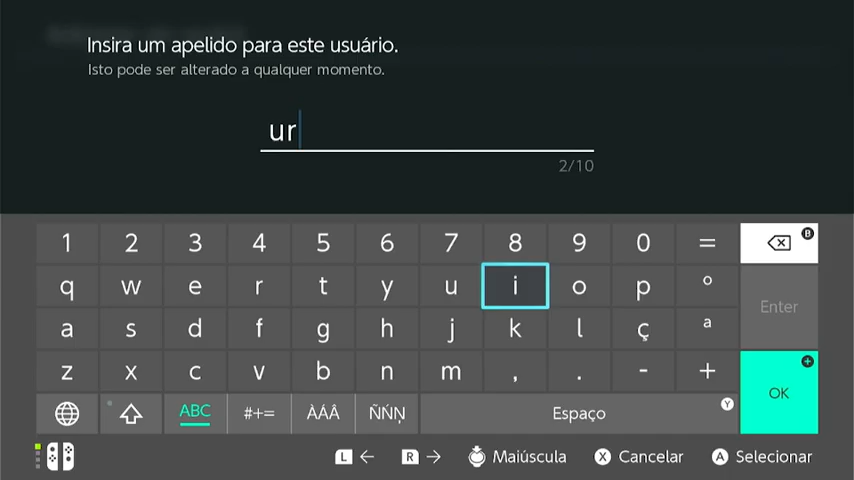 Insira um apelido para este usuário.
Isto pode ser alterado a qualquer momento.
ur
2/10
1 2 3 4 5 6 7 8 9 0 = B
q w e r t y u i o p º Enter
a s d f g h j k l ç ª
z x c v b n m , . - + OK
ABC #+= ÀÁÂ ÑŃŅ Espaço Y
L ← R → Maiúscula X Cancelar A Selecionar